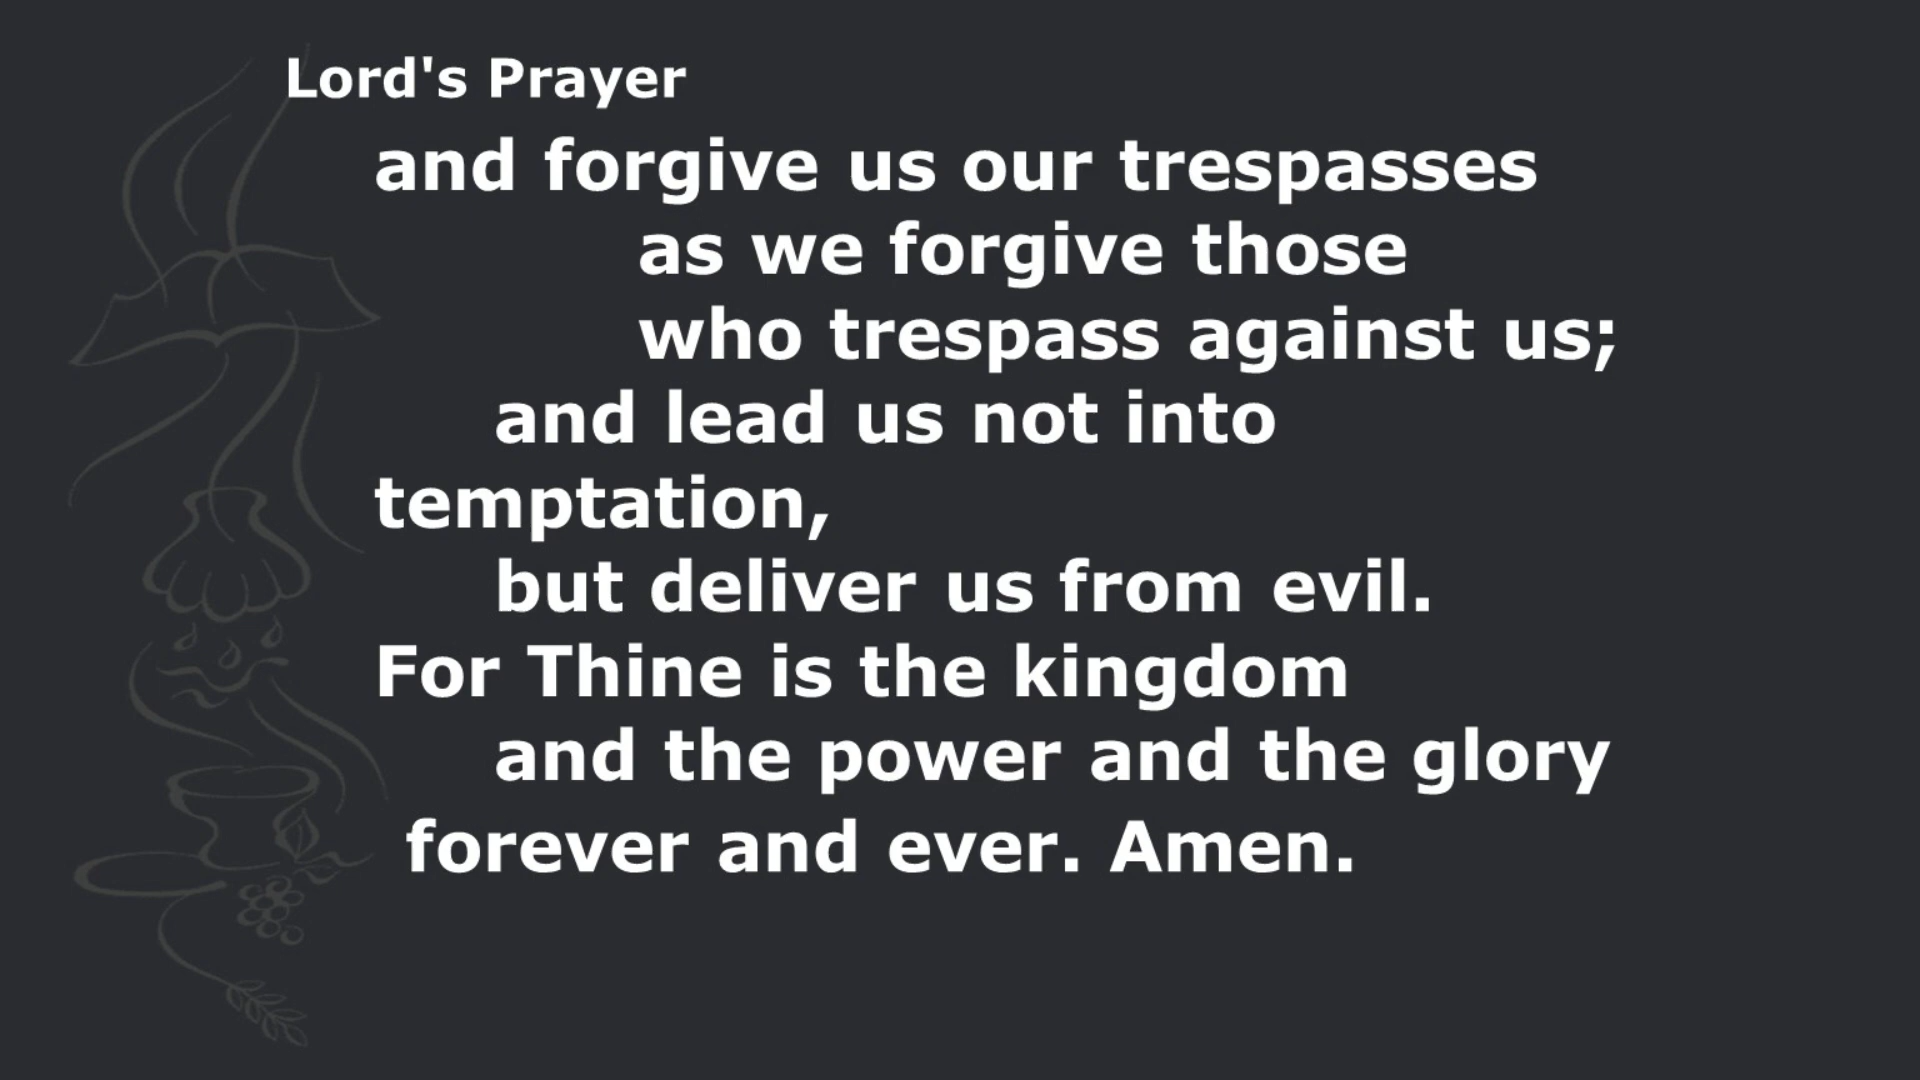 Lord's Prayer
and forgive us our trespasses
as we forgive those
who trespass against us;
and lead us not into
temptation,
but deliver us from evil.
For Thine is the kingdom
and the power and the glory
forever and ever. Amen.